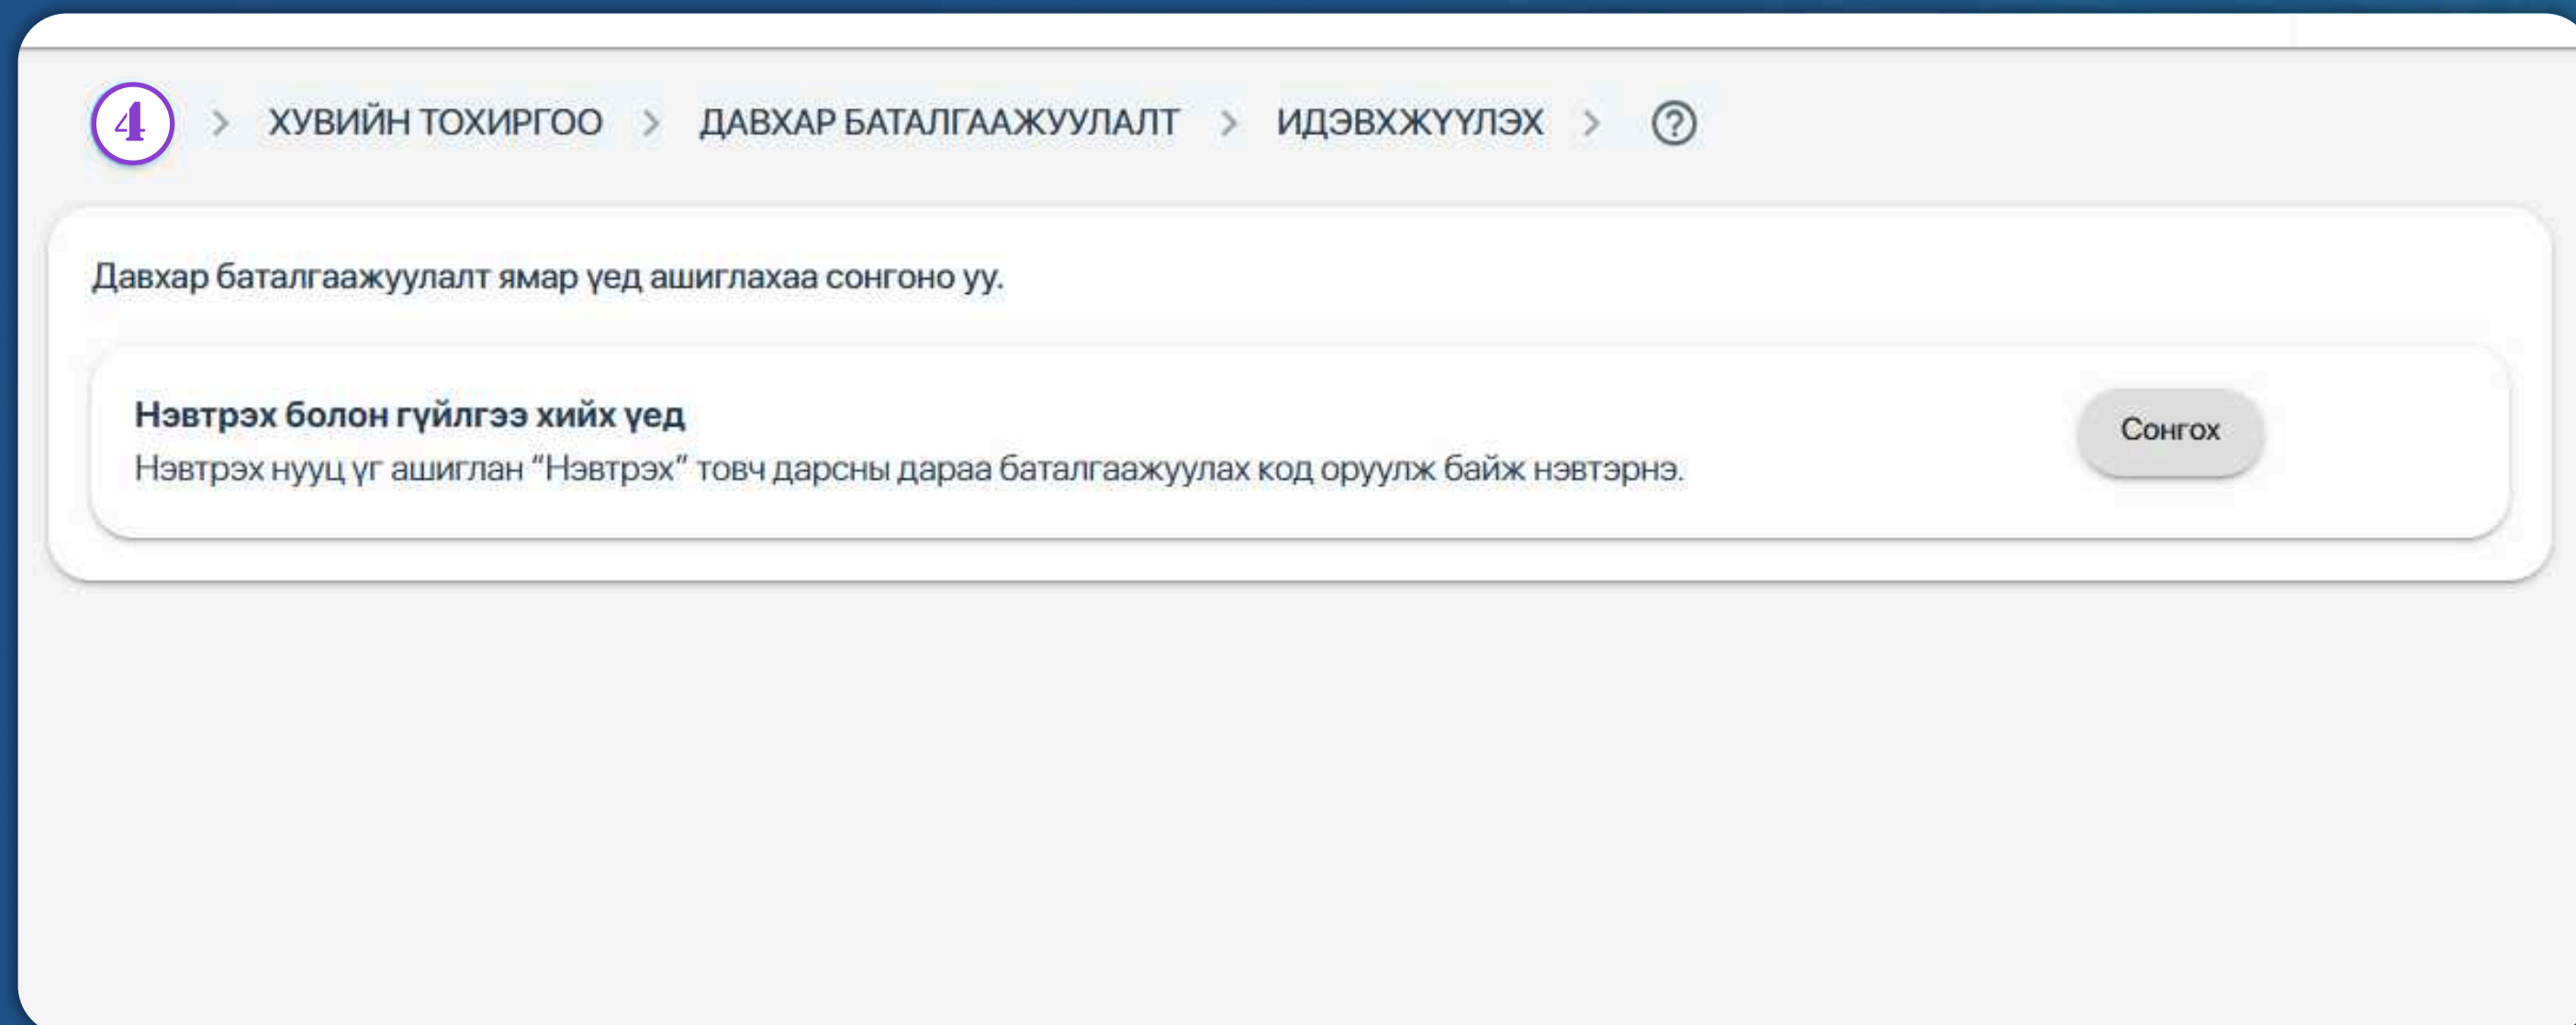 4 > ХУВИЙН ТОХИРГОО > ДАВХАР БАТАЛГААЖУУЛАЛТ > ИДЭВХЖҮҮЛЭХ > ?
Давхар баталгаажуулалт ямар үед ашиглахаа сонгоно уу.
Нэвтрэх болон гүйлгээ хийх үед
Нэвтрэх нууц үг ашиглан “Нэвтрэх” товч дарсны дараа баталгаажуулах код оруулж байж нэвтэрнэ.
Сонгох